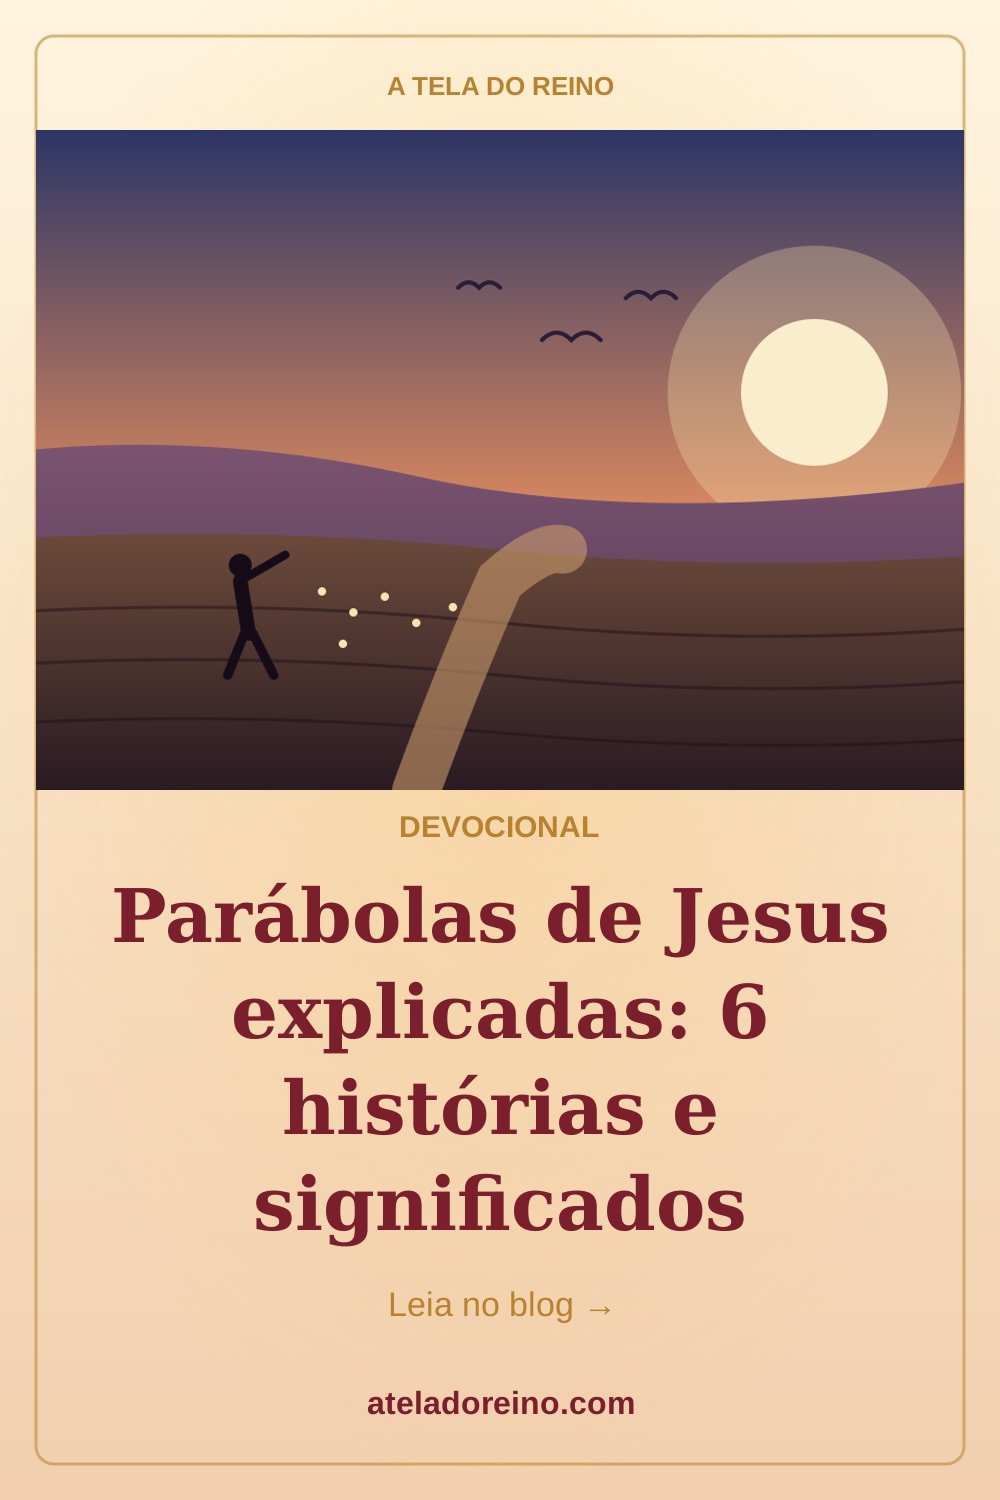 A TELA DO REINO
DEVOCIONAL
Parábolas de Jesus
explicadas: 6
histórias e
significados
Leia no blog →
ateladoreino.com